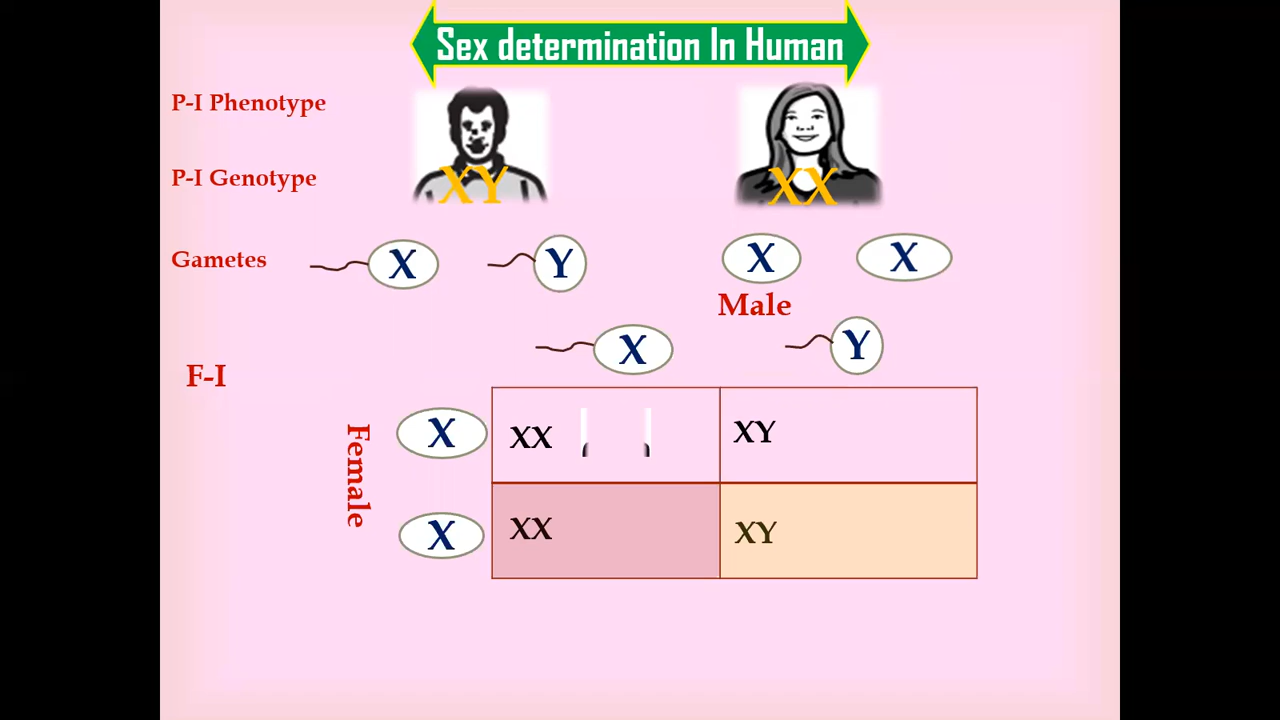 Sex determination In Human
P-I Phenotype
P-I Genotype
XY
XX
Gametes
X
Y
X
X
Male
X
Y
F-I
Female
X
XX
XY
X
XX
XY